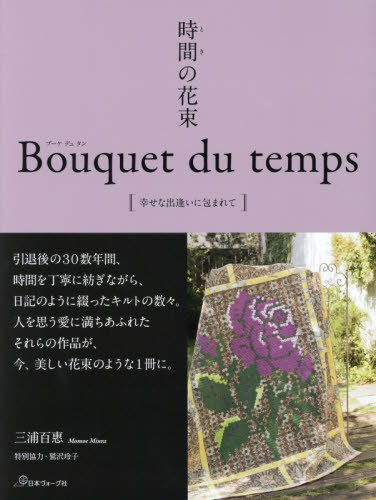 時間の花束
とき
ブーケ デュ タン
Bouquet du temps
[ 幸せな出逢いに包まれて ]
引退後の30数年間、
時間を丁寧に紡ぎながら、
日記のように綴ったキルトの数々。
人を思う愛に満ちあふれた
それらの作品が、
今、美しい花束のような1冊に。
三浦百惠 Momoe Miura
特別協力・鷲沢玲子
日本ヴォーグ社